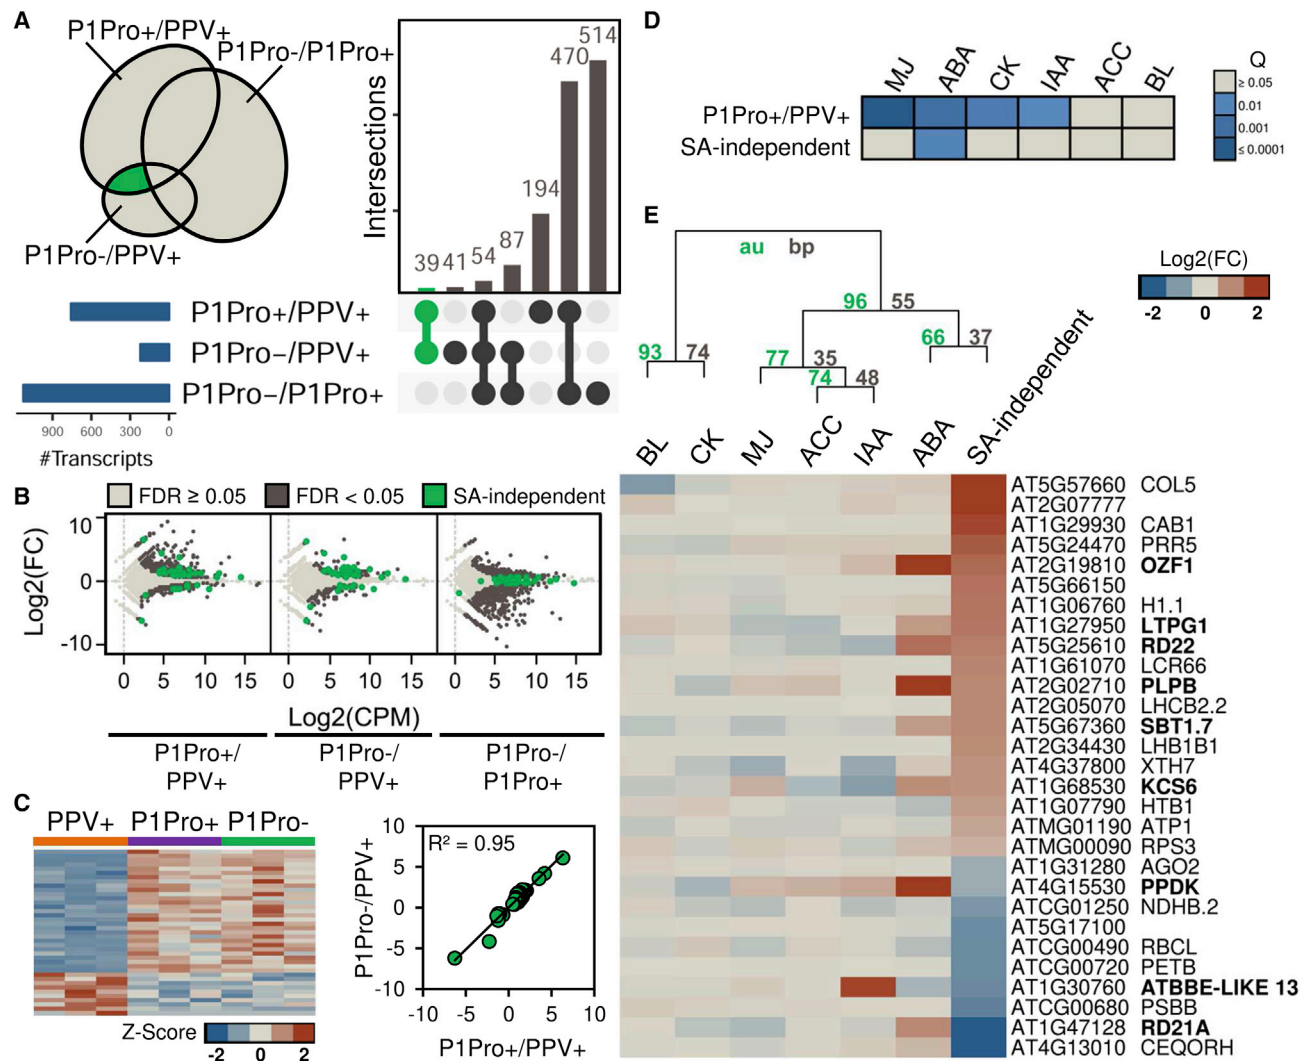 A
P1Pro+/PPV+
P1Pro-/P1Pro+
P1Pro-/PPV+
Intersections
39
41
54
87
194
470
514
P1Pro+/PPV+
P1Pro−/PPV+
P1Pro−/P1Pro+
900 600 300 0
#Transcripts
B
FDR ≥ 0.05
FDR < 0.05
SA-independent
Log2(FC)
10
0
-10
0 5 10 15
0 5 10 15
0 5 10 15
Log2(CPM)
P1Pro+/
PPV+
P1Pro-/
PPV+
P1Pro-/
P1Pro+
C
PPV+ P1Pro+ P1Pro-
Z-Score
-2 0 2
P1Pro-/PPV+
10
5
0
-5
-10
R² = 0.95
-10 -5 0 5 10
P1Pro+/PPV+
D
MJ ABA CK IAA ACC BL
P1Pro+/PPV+
SA-independent
Q
≥ 0.05
0.01
0.001
≤ 0.0001
E
au bp
96 55
66 37
93 74
77 35
74 48
Log2(FC)
-2 0 2
BL CK MJ ACC IAA ABA SA-independent
AT5G57660 COL5
AT2G07777
AT1G29930 CAB1
AT5G24470 PRR5
AT2G19810 OZF1
AT5G66150
AT1G06760 H1.1
AT1G27950 LTPG1
AT5G25610 RD22
AT1G61070 LCR66
AT2G02710 PLPB
AT2G05070 LHCB2.2
AT5G67360 SBT1.7
AT2G34430 LHB1B1
AT4G37800 XTH7
AT1G68530 KCS6
AT1G07790 HTB1
ATMG01190 ATP1
ATMG00090 RPS3
AT1G31280 AGO2
AT4G15530 PPDK
ATCG01250 NDHB.2
AT5G17100
ATCG00490 RBCL
ATCG00720 PETB
AT1G30760 ATBBE-LIKE 13
ATCG00680 PSBB
AT1G47128 RD21A
AT4G13010 CEQORH